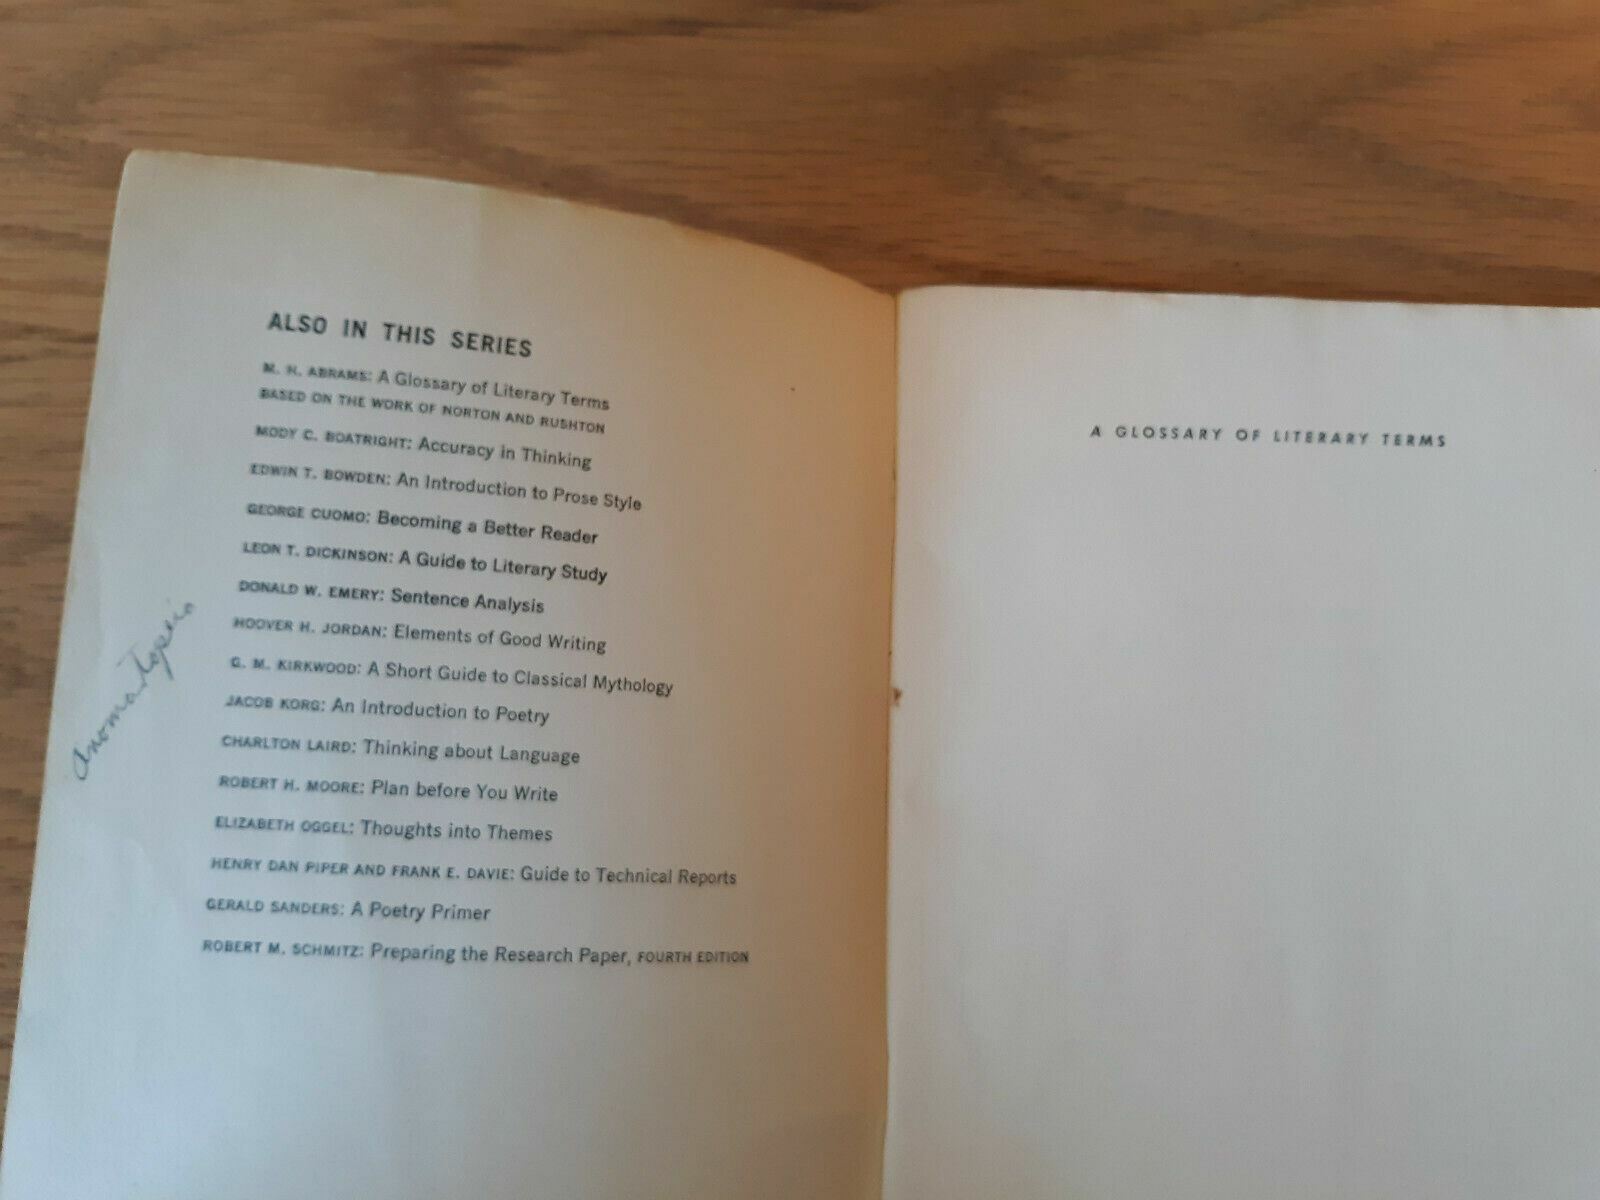 ALSO IN THIS SERIES
M. H. ABRAMS: A Glossary of Literary Terms
BASED ON THE WORK OF NORTON AND RUSHTON
MODY C. BOATRIGHT: Accuracy in Thinking
EDWIN T. BOWDEN: An Introduction to Prose Style
GEORGE CUOMO: Becoming a Better Reader
LEON T. DICKINSON: A Guide to Literary Study
DONALD W. EMERY: Sentence Analysis
HOOVER H. JORDAN: Elements of Good Writing
G. M. KIRKWOOD: A Short Guide to Classical Mythology
JACOB KORG: An Introduction to Poetry
CHARLTON LAIRD: Thinking about Language
ROBERT H. MOORE: Plan before You Write
ELIZABETH OGGEL: Thoughts into Themes
HENRY DAN PIPER AND FRANK E. DAVIE: Guide to Technical Reports
GERALD SANDERS: A Poetry Primer
ROBERT M. SCHMITZ: Preparing the Research Paper, FOURTH EDITION
A GLOSSARY OF LITERARY TERMS